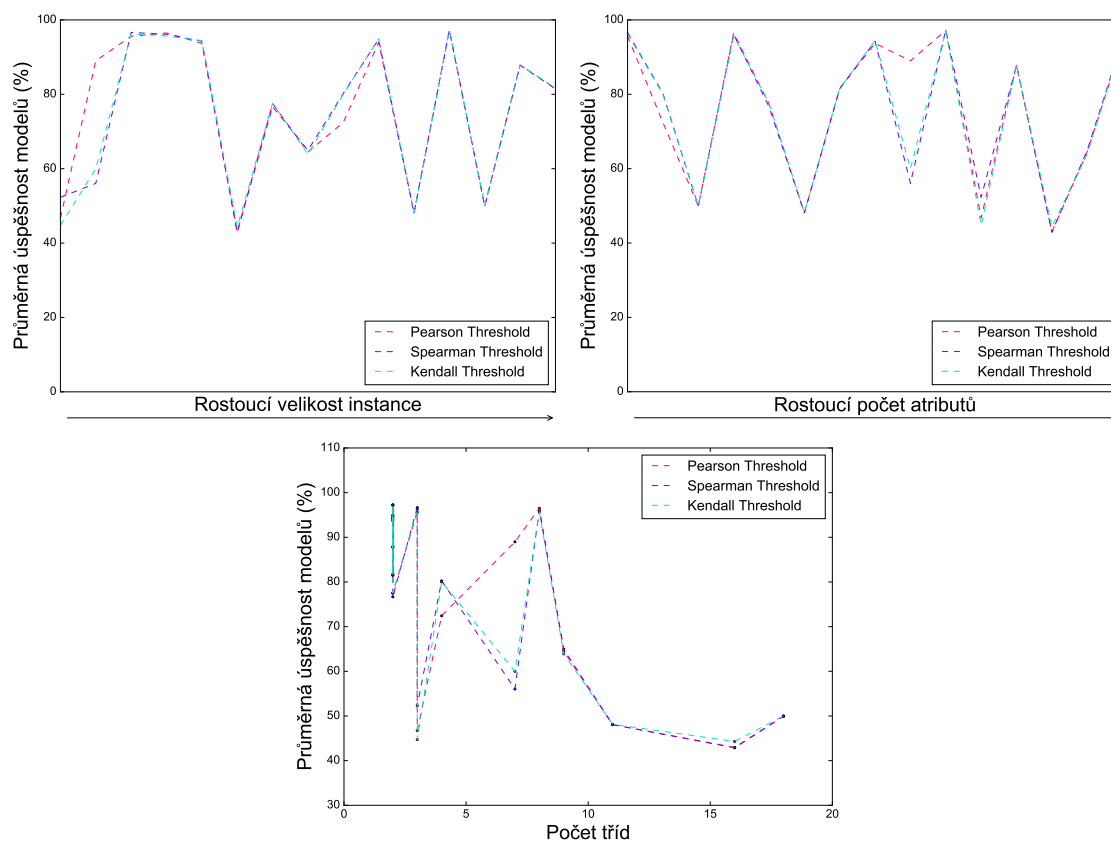 100
80
60
40
20
0
Průměrná úspěšnost modelů (%)
Pearson Threshold
Spearman Threshold
Kendall Threshold
Rostoucí velikost instance
100
80
60
40
20
0
Průměrná úspěšnost modelů (%)
Pearson Threshold
Spearman Threshold
Kendall Threshold
Rostoucí počet atributů
110
100
90
80
70
60
50
40
30
Průměrná úspěšnost modelů (%)
Pearson Threshold
Spearman Threshold
Kendall Threshold
0 5 10 15 20
Počet tříd